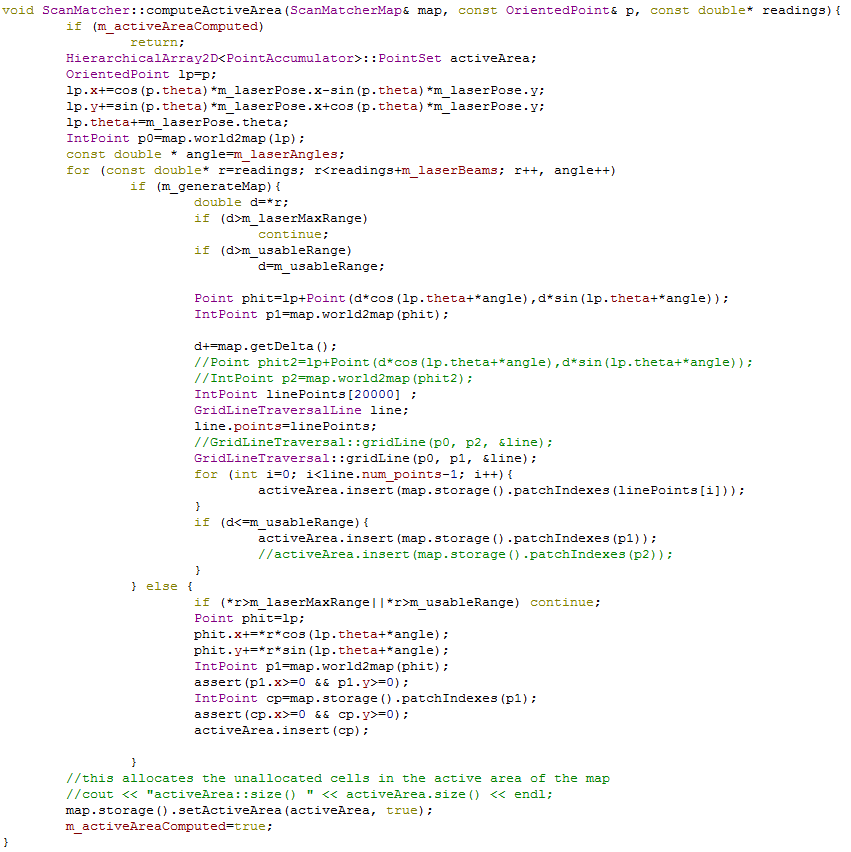 void ScanMatcher::computeActiveArea(ScanMatcherMap& map, const OrientedPoint& p, const double* readings){
if (m_activeAreaComputed)
return;
HierarchicalArray2D<PointAccumulator>::PointSet activeArea;
OrientedPoint lp=p;
lp.x+=cos(p.theta)*m_laserPose.x-sin(p.theta)*m_laserPose.y;
lp.y+=sin(p.theta)*m_laserPose.x+cos(p.theta)*m_laserPose.y;
lp.theta+=m_laserPose.theta;
IntPoint p0=map.world2map(lp);
const double * angle=m_laserAngles;
for (const double* r=readings; r<readings+m_laserBeams; r++, angle++)
if (m_generateMap){
double d=*r;
if (d>m_laserMaxRange)
continue;
if (d>m_usableRange)
d=m_usableRange;
Point phit=lp+Point(d*cos(lp.theta+*angle),d*sin(lp.theta+*angle));
IntPoint p1=map.world2map(phit);
d+=map.getDelta();
//Point phit2=lp+Point(d*cos(lp.theta+*angle),d*sin(lp.theta+*angle));
//IntPoint p2=map.world2map(phit2);
IntPoint linePoints[20000] ;
GridLineTraversalLine line;
line.points=linePoints;
//GridLineTraversal::gridLine(p0, p2, &line);
GridLineTraversal::gridLine(p0, p1, &line);
for (int i=0; i<line.num_points-1; i++){
activeArea.insert(map.storage().patchIndexes(linePoints[i]));
}
if (d<=m_usableRange){
activeArea.insert(map.storage().patchIndexes(p1));
//activeArea.insert(map.storage().patchIndexes(p2));
}
} else {
if (*r>m_laserMaxRange||*r>m_usableRange) continue;
Point phit=lp;
phit.x+=*r*cos(lp.theta+*angle);
phit.y+=*r*sin(lp.theta+*angle);
IntPoint p1=map.world2map(phit);
assert(p1.x>=0 && p1.y>=0);
IntPoint cp=map.storage().patchIndexes(p1);
assert(cp.x>=0 && cp.y>=0);
activeArea.insert(cp);
}
//this allocates the unallocated cells in the active area of the map
//cout << "activeArea::size() " << activeArea.size() << endl;
map.storage().setActiveArea(activeArea, true);
m_activeAreaComputed=true;
}